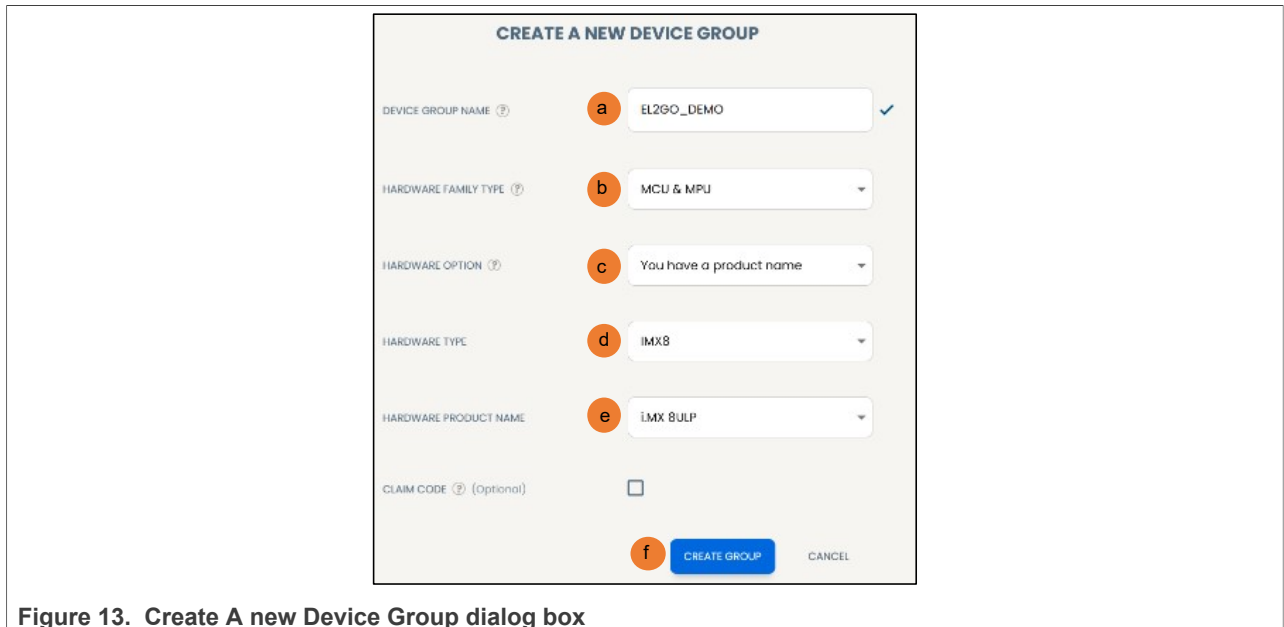 CREATE A NEW DEVICE GROUP
DEVICE GROUP NAME ? a EL2GO_DEMO
HARDWARE FAMILY TYPE ? b MCU & MPU
HARDWARE OPTION ? c You have a product name
HARDWARE TYPE d IMX8
HARDWARE PRODUCT NAME e i.MX 8ULP
CLAIM CODE ? (Optional)
f CREATE GROUP CANCEL
Figure 13. Create A new Device Group dialog box